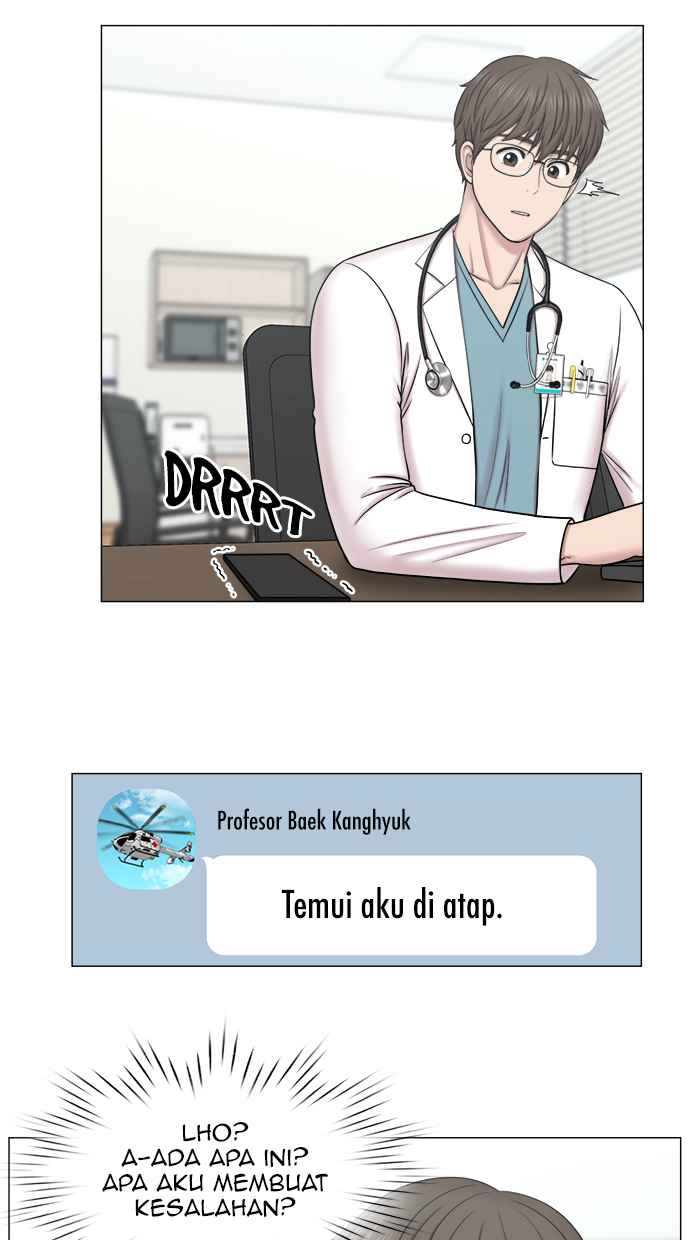 DRRRT
Profesor Baek Kanghyuk
Temui aku di atap.
LHO?
A-ADA APA INI?
APA AKU MEMBUAT
KESALAHAN?